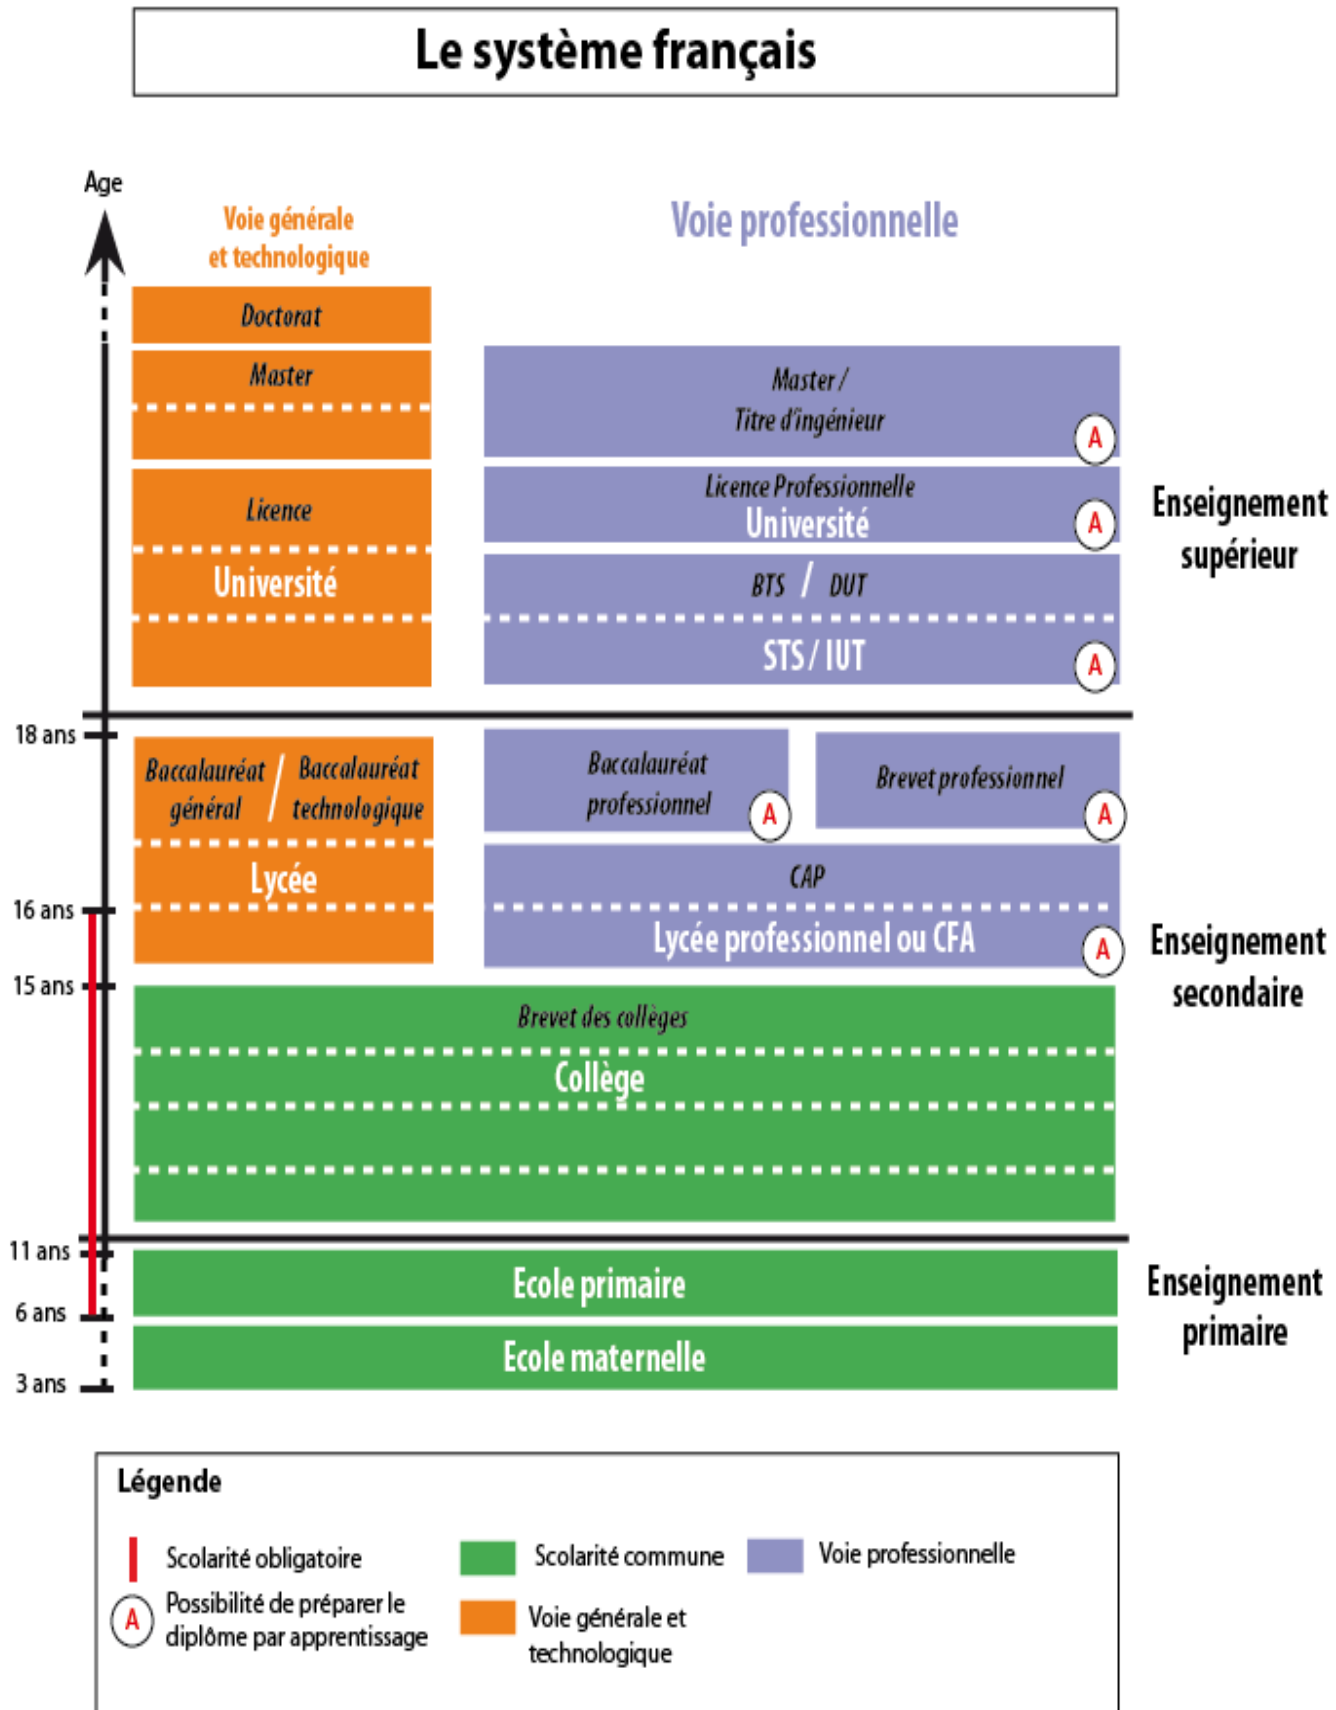 Le système français
Age
Voie générale
et technologique
Voie professionnelle
Doctorat
Master
Master /
Titre d'ingénieur
A
Licence
Université
Licence Professionnelle
Université
A
BTS / DUT
STS / IUT
A
Enseignement
supérieur
18 ans
Baccalauréat
général
/
Baccalauréat
technologique
Lycée
Baccalauréat
professionnel
A
Brevet professionnel
A
CAP
Lycée professionnel ou CFA
A
16 ans
15 ans
Enseignement
secondaire
Brevet des collèges
Collège
11 ans
Ecole primaire
6 ans
Ecole maternelle
3 ans
Enseignement
primaire
Légende
Scolarité obligatoire
A
Possibilité de préparer le
diplôme par apprentissage
Scolarité commune
Voie générale et
technologique
Voie professionnelle